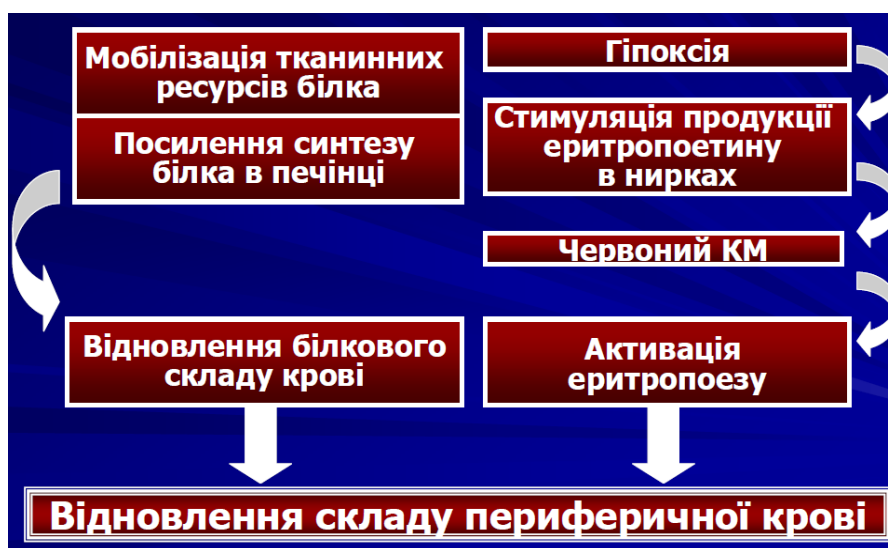 Мобілізація тканинних
ресурсів білка
Посилення синтезу
білка в печінці
Відновлення білкового
складу крові
Гіпоксія
Стимуляція продукції
еритропоетину
в нирках
Червоний КМ
Активація
еритропоезу
Відновлення складу периферичної крові